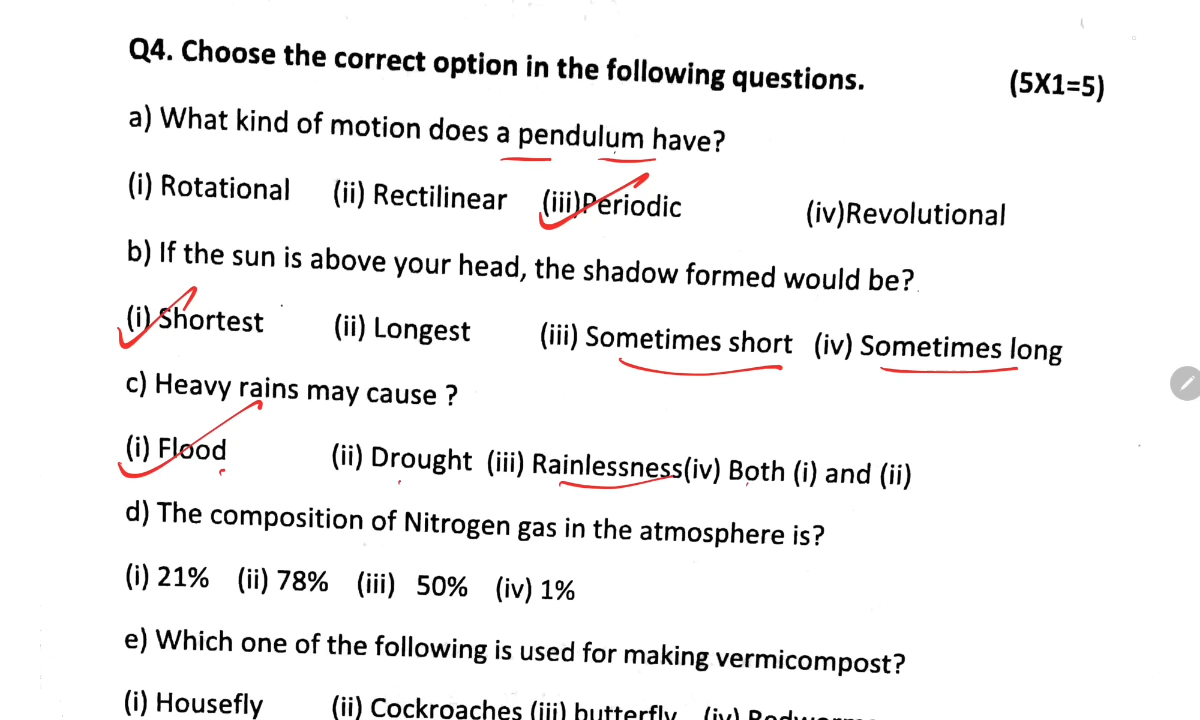 Q4. Choose the correct option in the following questions. (5X1=5)
a) What kind of motion does a pendulum have?
(i) Rotational (ii) Rectilinear (iii)Periodic (iv)Revolutional
b) If the sun is above your head, the shadow formed would be?
(i) Shortest (ii) Longest (iii) Sometimes short (iv) Sometimes long
c) Heavy rains may cause ?
(i) Flood (ii) Drought (iii) Rainlessness(iv) Both (i) and (ii)
d) The composition of Nitrogen gas in the atmosphere is?
(i) 21% (ii) 78% (iii) 50% (iv) 1%
e) Which one of the following is used for making vermicompost?
(i) Housefly (ii) Cockroaches (iii) butterfly (iv)